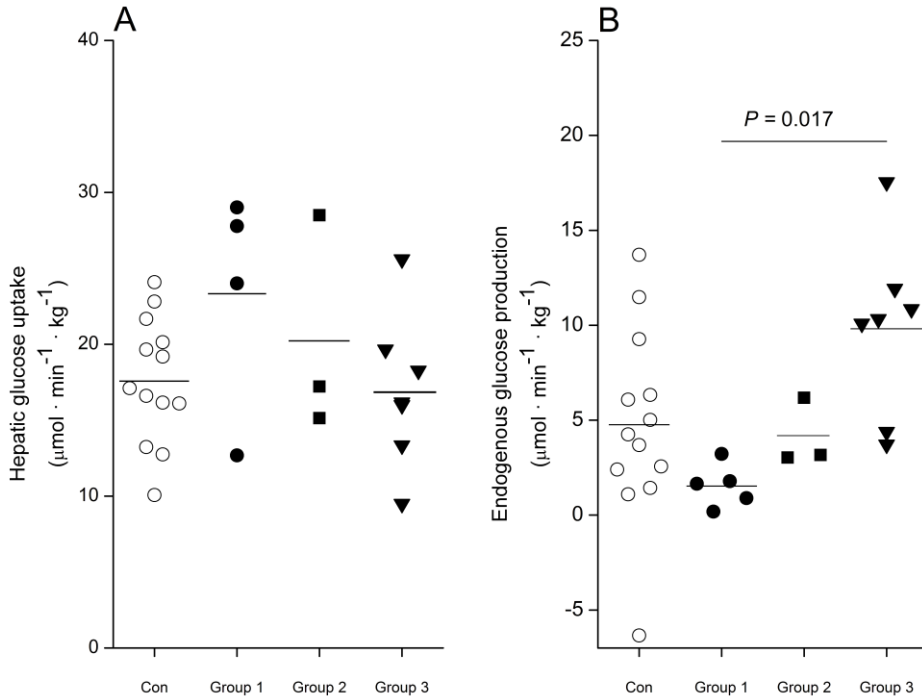 A
40
30
20
10
0
Hepatic glucose uptake
(μmol · min⁻¹ · kg⁻¹)
Con
Group 1
Group 2
Group 3
B
25
20
15
10
5
0
-5
Endogenous glucose production
(μmol · min⁻¹ · kg⁻¹)
P = 0.017
Con
Group 1
Group 2
Group 3